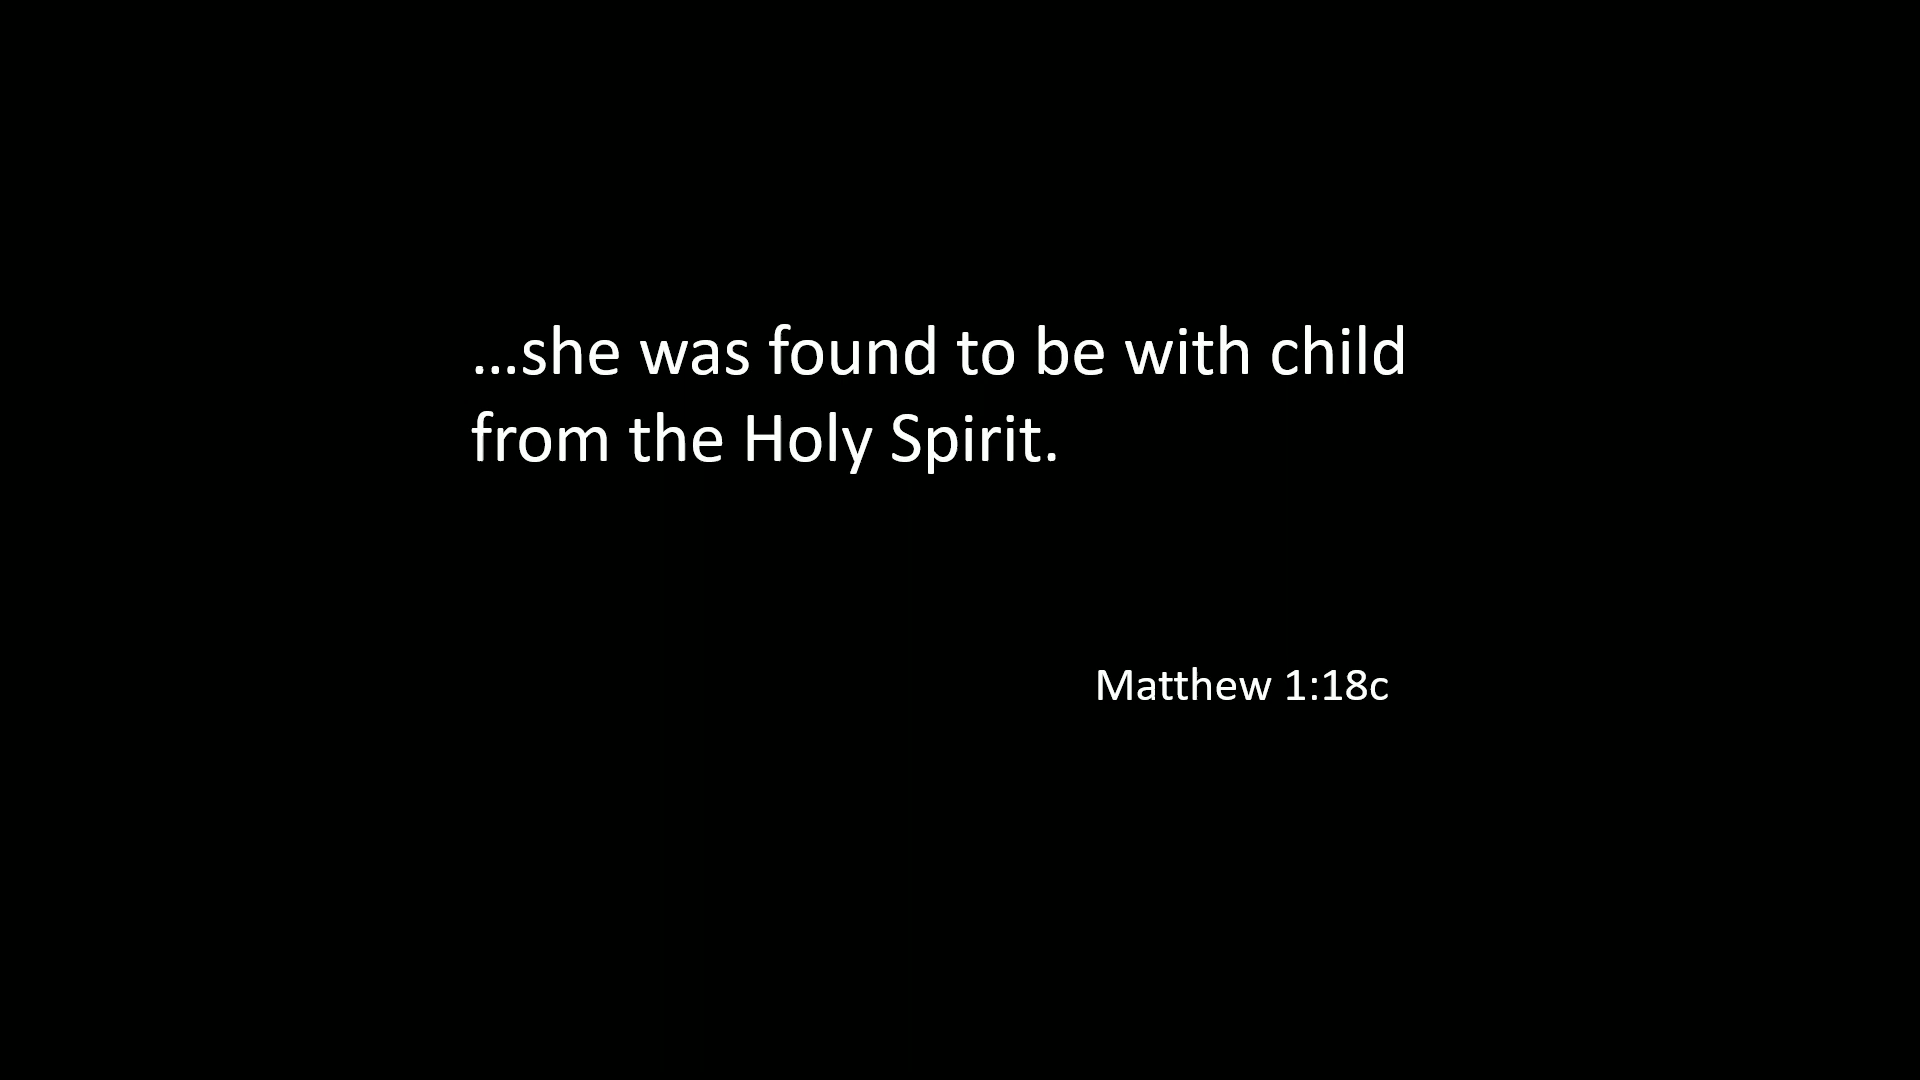 …she was found to be with child
from the Holy Spirit.
Matthew 1:18c